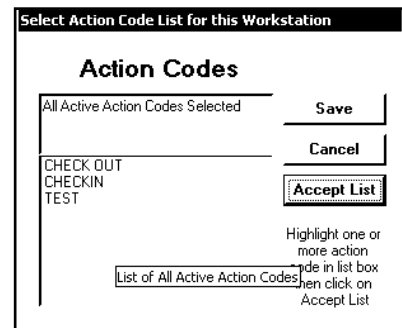 Select Action Code List for this Workstation
Action Codes
All Active Action Codes Selected
Save
Cancel
CHECK OUT
CHECKIN
TEST
Accept List
Highlight one or
more action
code in list box
then click on
Accept List
List of All Active Action Codes